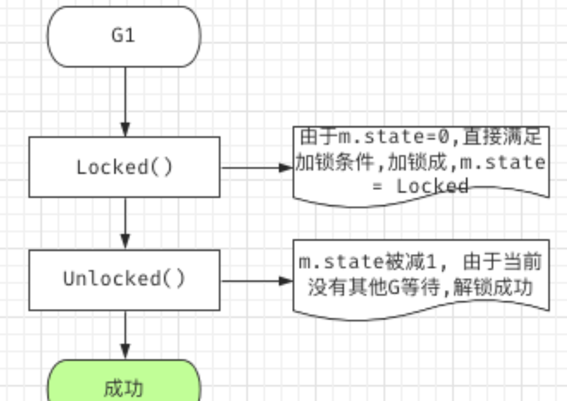 G1
Locked()
由于m.state=0,直接满足
加锁条件,加锁成,m.state
= Locked
Unlocked()
m.state被减1, 由于当前
没有其他G等待,解锁成功
成功